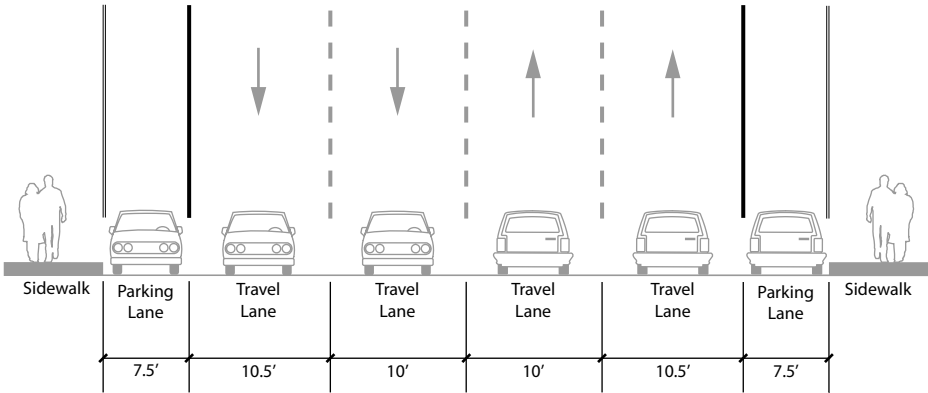 Sidewalk
Parking
Lane
Travel
Lane
Travel
Lane
Travel
Lane
Travel
Lane
Parking
Lane
Sidewalk
7.5′
10.5′
10′
10′
10.5′
7.5′